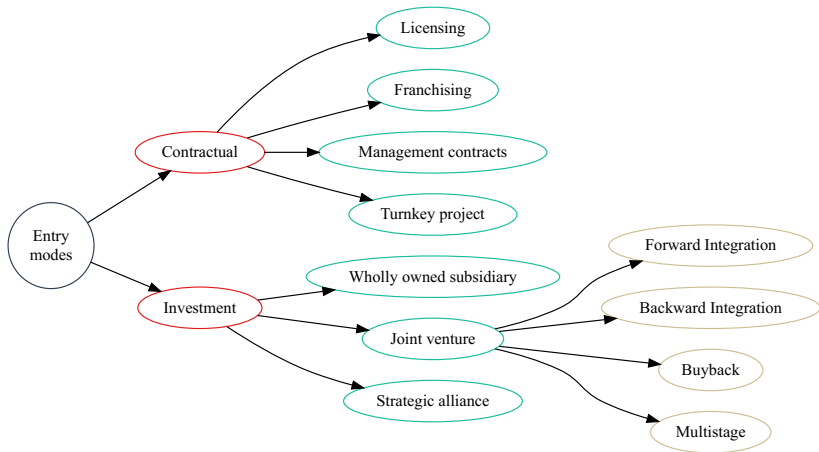 Entry
modes
Contractual
Licensing
Franchising
Management contracts
Turnkey project
Investment
Wholly owned subsidiary
Joint venture
Strategic alliance
Forward Integration
Backward Integration
Buyback
Multistage